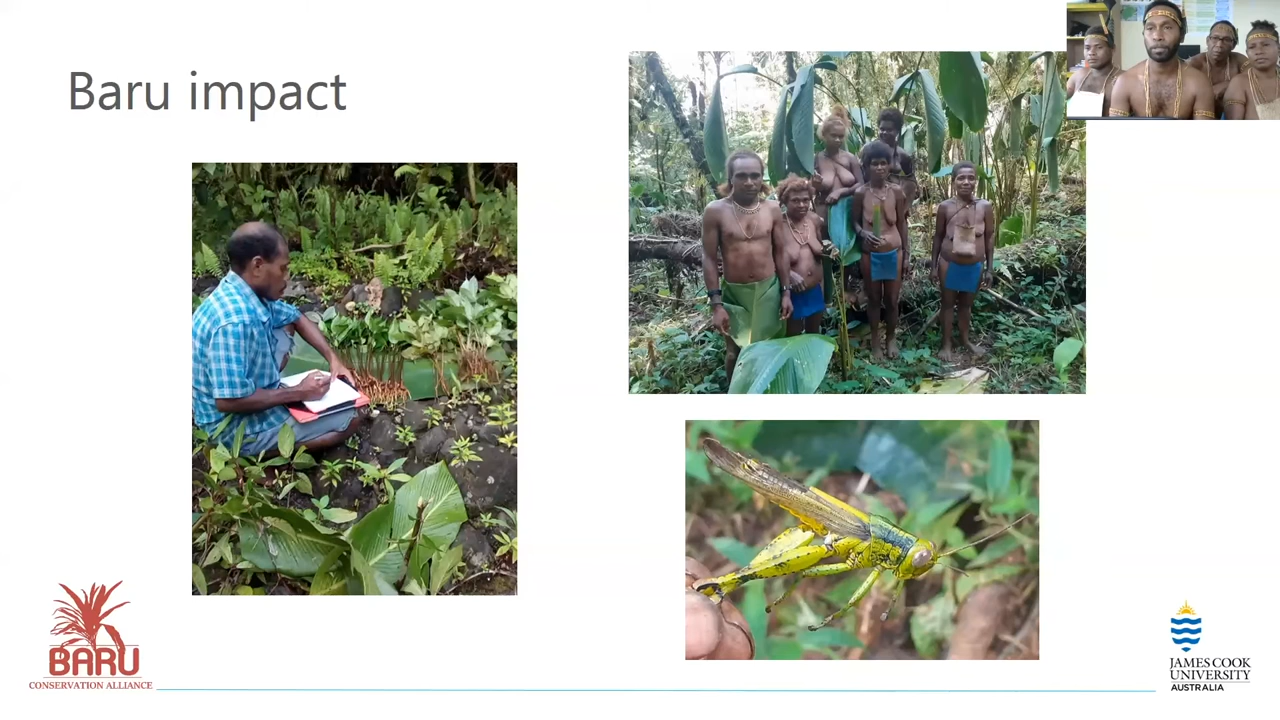 Baru impact
BARU
CONSERVATION ALLIANCE
JAMES COOK
UNIVERSITY
AUSTRALIA